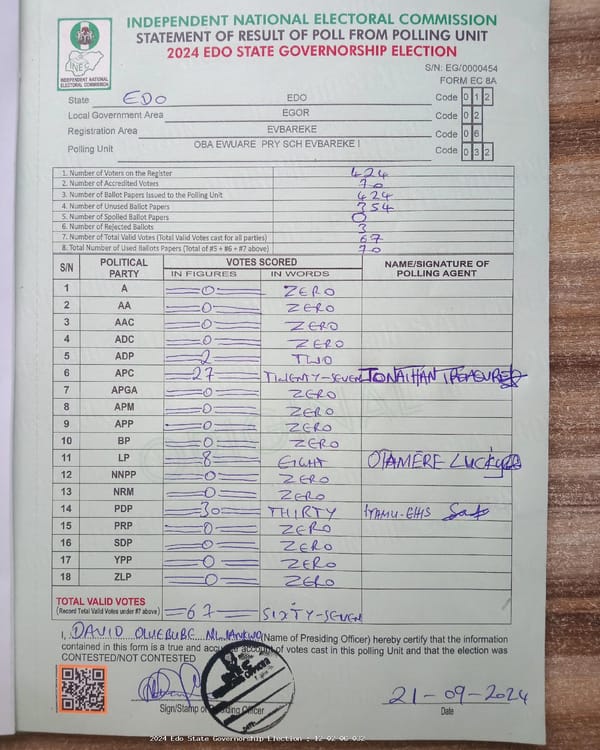 INDEPENDENT NATIONAL ELECTORAL COMMISSION
STATEMENT OF RESULT OF POLL FROM POLLING UNIT
2024 EDO STATE GOVERNORSHIP ELECTION
INEC
INDEPENDENT NATIONAL ELECTORAL COMMISSION
S/N: EG/0000454
FORM EC 8A
State EDO EDO Code 0 1 2
Local Government Area EGOR Code 0 2
Registration Area EVBAREKE Code 0 6
Polling Unit OBA EWUARE PRY SCH EVBAREKE I Code 0 3 2
1. Number of Voters on the Register 424
2. Number of Accredited Voters 70
3. Number of Ballot Papers Issued to the Polling Unit 424
4. Number of Unused Ballot Papers 354
5. Number of Spoiled Ballot Papers 0
6. Number of Rejected Ballots 3
7. Number of Total Valid Votes (Total Valid Votes cast for all parties) 67
8. Total Number of Used Ballots Papers (Total of #5 + #6 + #7 above) 70
S/N POLITICAL PARTY VOTES SCORED NAME/SIGNATURE OF POLLING AGENT
IN FIGURES IN WORDS
1 A 0 ZERO
2 AA 0 ZERO
3 AAC 0 ZERO
4 ADC 0 ZERO
5 ADP 2 TWO
6 APC 27 TWENTY-SEVEN
7 APGA 0 ZERO
8 APM 0 ZERO
9 APP 0 ZERO
10 BP 0 ZERO
11 LP 8 EIGHT OTAMERE LUCKY
12 NNPP 0 ZERO
13 NRM 0 ZERO
14 PDP 30 THIRTY
15 PRP 0 ZERO
16 SDP 0 ZERO
17 YPP 0 ZERO
18 ZLP 0 ZERO
TOTAL VALID VOTES 67 SIXTY-SEVEN
(Record Total Valid Votes under #7 above)
I, DAVID (Name of Presiding Officer) hereby certify that the information
contained in this form is a true and accurate account of votes cast in this polling Unit and that the election was
CONTESTED/NOT CONTESTED
21-09-2024
Sign/Stamp of Presiding Officer Date
2024 Edo State Governorship Election : 12-02-06-032